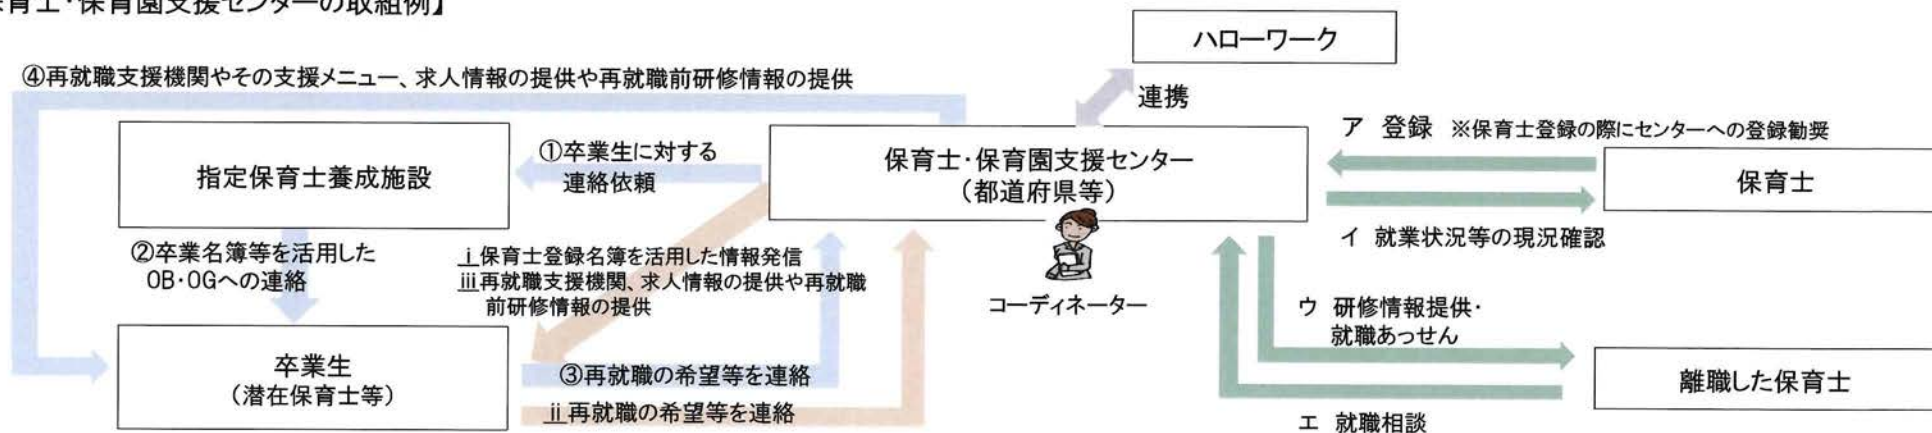 育士・保育園支援センターの取組例】
ハローワーク
④再就職支援機関やその支援メニュー、求人情報の提供や再就職前研修情報の提供
連携
指定保育士養成施設
①卒業生に対する
連絡依頼
保育士・保育園支援センター
（都道府県等）
コーディネーター
ア 登録 ※保育士登録の際にセンターへの登録勧奨
保育士
イ 就業状況等の現況確認
②卒業名簿等を活用した
OB・OGへの連絡
ⅰ保育士登録名簿を活用した情報発信
ⅲ再就職支援機関、求人情報の提供や再就職
前研修情報の提供
ウ 研修情報提供・
就職あっせん
卒業生
（潜在保育士等）
③再就職の希望等を連絡
ⅱ再就職の希望等を連絡
離職した保育士
エ 就職相談